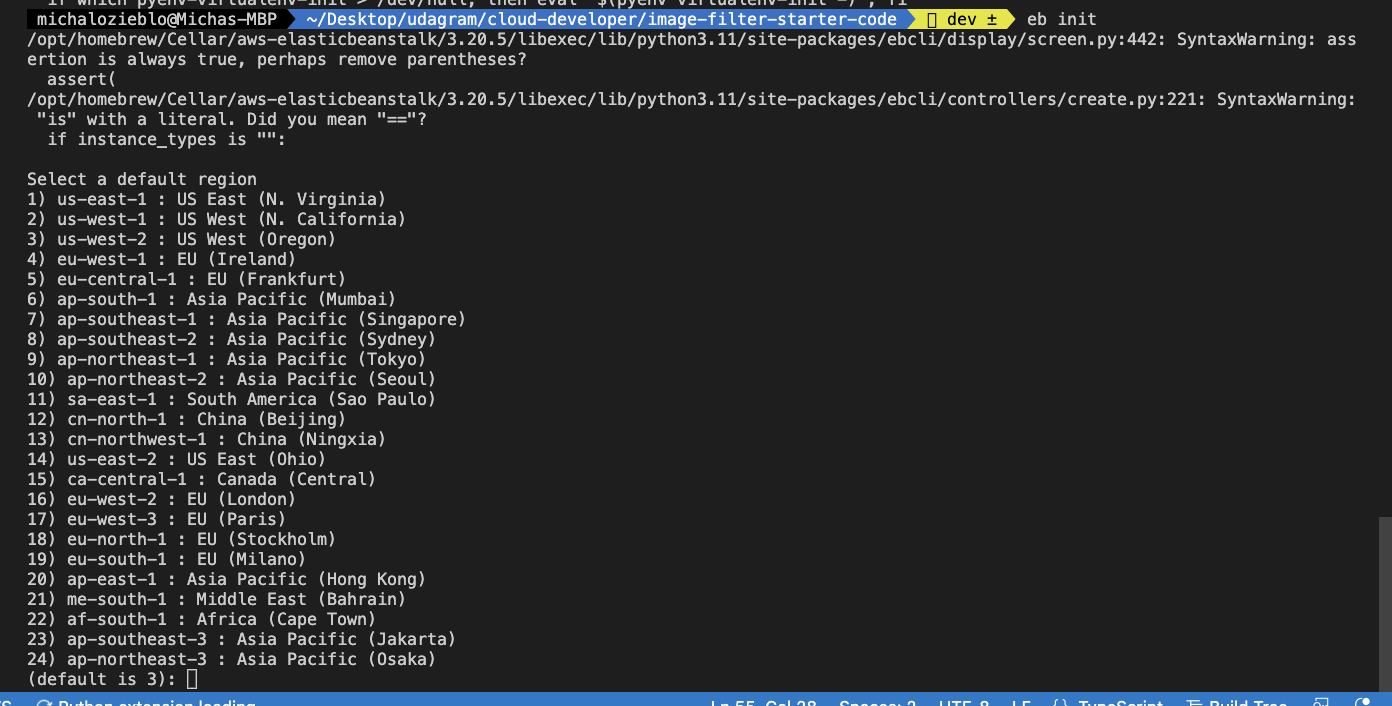 if which pyenv-virtualenv-init > /dev/null; then eval "$(pyenv virtualenv-init -)"; fi
michalozieblo@Michas-MBP ~/Desktop/udagram/cloud-developer/image-filter-starter-code dev ± eb init
/opt/homebrew/Cellar/aws-elasticbeanstalk/3.20.5/libexec/lib/python3.11/site-packages/ebcli/display/screen.py:442: SyntaxWarning: ass
ertion is always true, perhaps remove parentheses?
assert(
/opt/homebrew/Cellar/aws-elasticbeanstalk/3.20.5/libexec/lib/python3.11/site-packages/ebcli/controllers/create.py:221: SyntaxWarning:
"is" with a literal. Did you mean "=="?
if instance_types is "":
Select a default region
1) us-east-1 : US East (N. Virginia)
2) us-west-1 : US West (N. California)
3) us-west-2 : US West (Oregon)
4) eu-west-1 : EU (Ireland)
5) eu-central-1 : EU (Frankfurt)
6) ap-south-1 : Asia Pacific (Mumbai)
7) ap-southeast-1 : Asia Pacific (Singapore)
8) ap-southeast-2 : Asia Pacific (Sydney)
9) ap-northeast-1 : Asia Pacific (Tokyo)
10) ap-northeast-2 : Asia Pacific (Seoul)
11) sa-east-1 : South America (Sao Paulo)
12) cn-north-1 : China (Beijing)
13) cn-northwest-1 : China (Ningxia)
14) us-east-2 : US East (Ohio)
15) ca-central-1 : Canada (Central)
16) eu-west-2 : EU (London)
17) eu-west-3 : EU (Paris)
18) eu-north-1 : EU (Stockholm)
19) eu-south-1 : EU (Milano)
20) ap-east-1 : Asia Pacific (Hong Kong)
21) me-south-1 : Middle East (Bahrain)
22) af-south-1 : Africa (Cape Town)
23) ap-southeast-3 : Asia Pacific (Jakarta)
24) ap-northeast-3 : Asia Pacific (Osaka)
(default is 3):
Python extension loading Ln 55, Col 28 Spaces: 2 UTF-8 LF {} TypeScript Build Tree